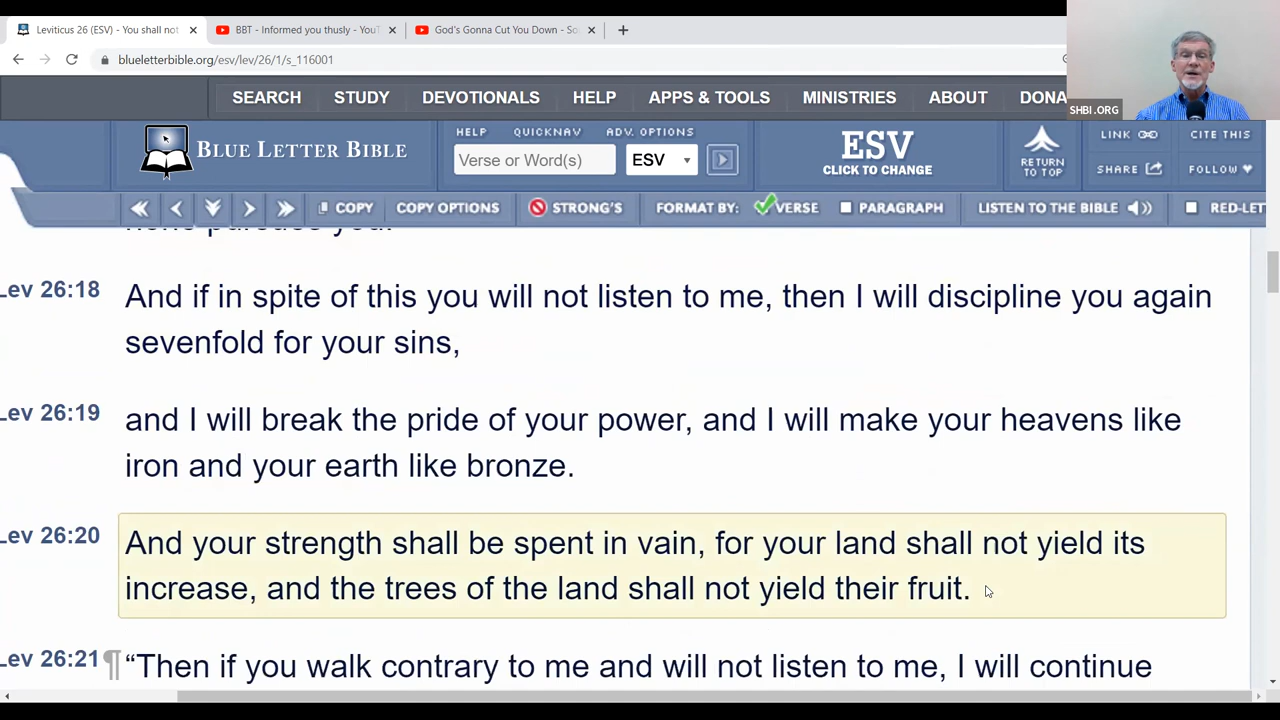 Leviticus 26 (ESV) - You shall not
BBT - Informed you thusly - You
God's Gonna Cut You Down - So
blueletterbible.org/esv/lev/26/1/s_116001
SHBI.ORG
SEARCH STUDY DEVOTIONALS HELP APPS & TOOLS MINISTRIES ABOUT DONA
BLUE LETTER BIBLE
HELP QUICKNAV ADV. OPTIONS
Verse or Word(s) ESV
ESV
CLICK TO CHANGE
RETURN
TO TOP
LINK CITE THIS
SHARE FOLLOW
COPY COPY OPTIONS STRONG'S FORMAT BY: VERSE PARAGRAPH LISTEN TO THE BIBLE RED-LET
none pursues you.
Lev 26:18 And if in spite of this you will not listen to me, then I will discipline you again
sevenfold for your sins,
Lev 26:19 and I will break the pride of your power, and I will make your heavens like
iron and your earth like bronze.
Lev 26:20 And your strength shall be spent in vain, for your land shall not yield its
increase, and the trees of the land shall not yield their fruit.
Lev 26:21 ¶ “Then if you walk contrary to me and will not listen to me, I will continue